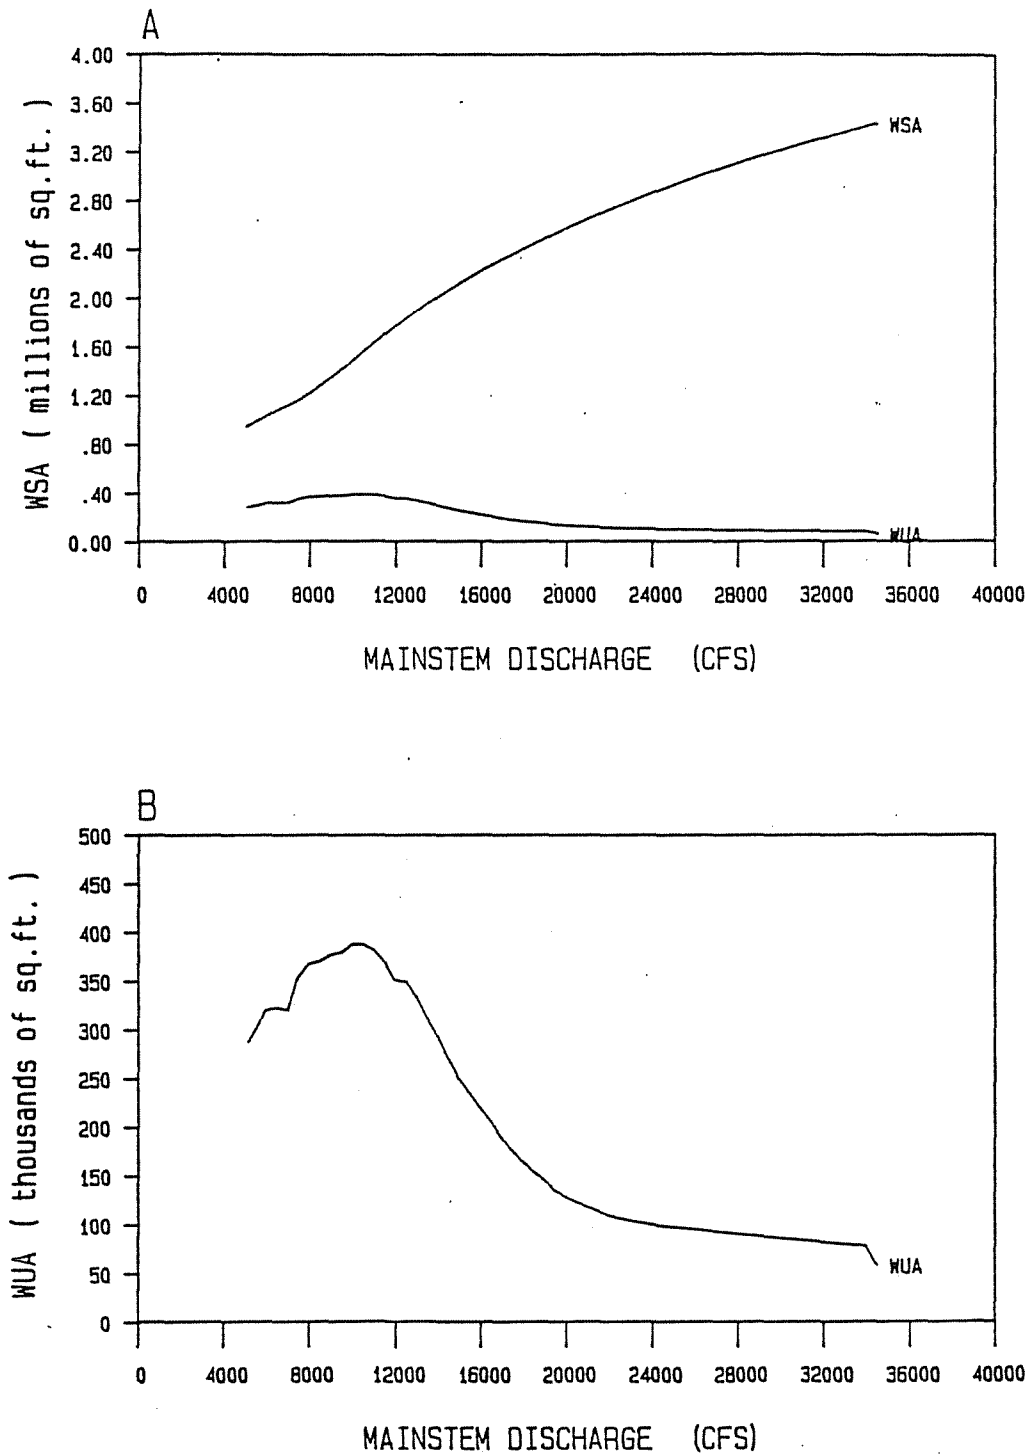 A
4.00
3.60
3.20
2.80
2.40
2.00
1.60
1.20
.80
.40
0.00
WSA ( millions of sq.ft. )
WSA
WUA
0 4000 8000 12000 16000 20000 24000 28000 32000 36000 40000
MAINSTEM DISCHARGE (CFS)
B
500
450
400
350
300
250
200
150
100
50
0
WUA ( thousands of sq.ft. )
WUA
0 4000 8000 12000 16000 20000 24000 28000 32000 36000 40000
MAINSTEM DISCHARGE (CFS)